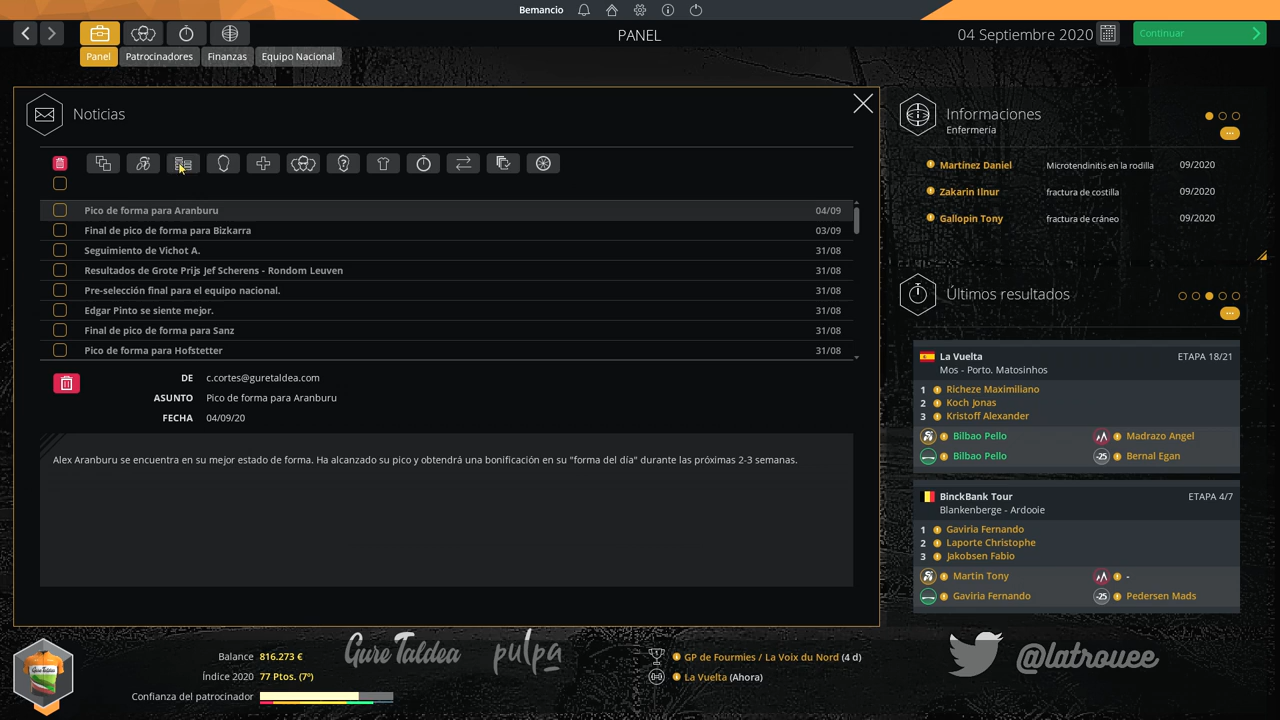 Bemancio
PANEL
04 Septiembre 2020
Continuar
Panel
Patrocinadores
Finanzas
Equipo Nacional
Noticias
Pico de forma para Aranburu 04/09
Final de pico de forma para Bizkarra 03/09
Seguimiento de Vichot A. 31/08
Resultados de Grote Prijs Jef Scherens - Rondom Leuven 31/08
Pre-selección final para el equipo nacional. 31/08
Edgar Pinto se siente mejor. 31/08
Final de pico de forma para Sanz 31/08
Pico de forma para Hofstetter 31/08
DE c.cortes@guretaldea.com
ASUNTO Pico de forma para Aranburu
FECHA 04/09/20
Alex Aranburu se encuentra en su mejor estado de forma. Ha alcanzado su pico y obtendrá una bonificación en su "forma del día" durante las próximas 2-3 semanas.
Informaciones
Enfermería
Martínez Daniel Microtendinitis en la rodilla 09/2020
Zakarin Ilnur fractura de costilla 09/2020
Gallopin Tony fractura de cráneo 09/2020
Últimos resultados
La Vuelta ETAPA 18/21
Mos - Porto. Matosinhos
1 Richeze Maximiliano
2 Koch Jonas
3 Kristoff Alexander
Bilbao Pello Madrazo Angel
Bilbao Pello -25 Bernal Egan
BinckBank Tour ETAPA 4/7
Blankenberge - Ardooie
1 Gaviria Fernando
2 Laporte Christophe
3 Jakobsen Fabio
Martin Tony -
Gaviria Fernando -25 Pedersen Mads
Balance 816.273 €
Índice 2020 77 Ptos. (7º)
Confianza del patrocinador
Gure Taldea pulpa
GP de Fourmies / La Voix du Nord (4 d)
La Vuelta (Ahora)
@latrouee
Gure Taldea